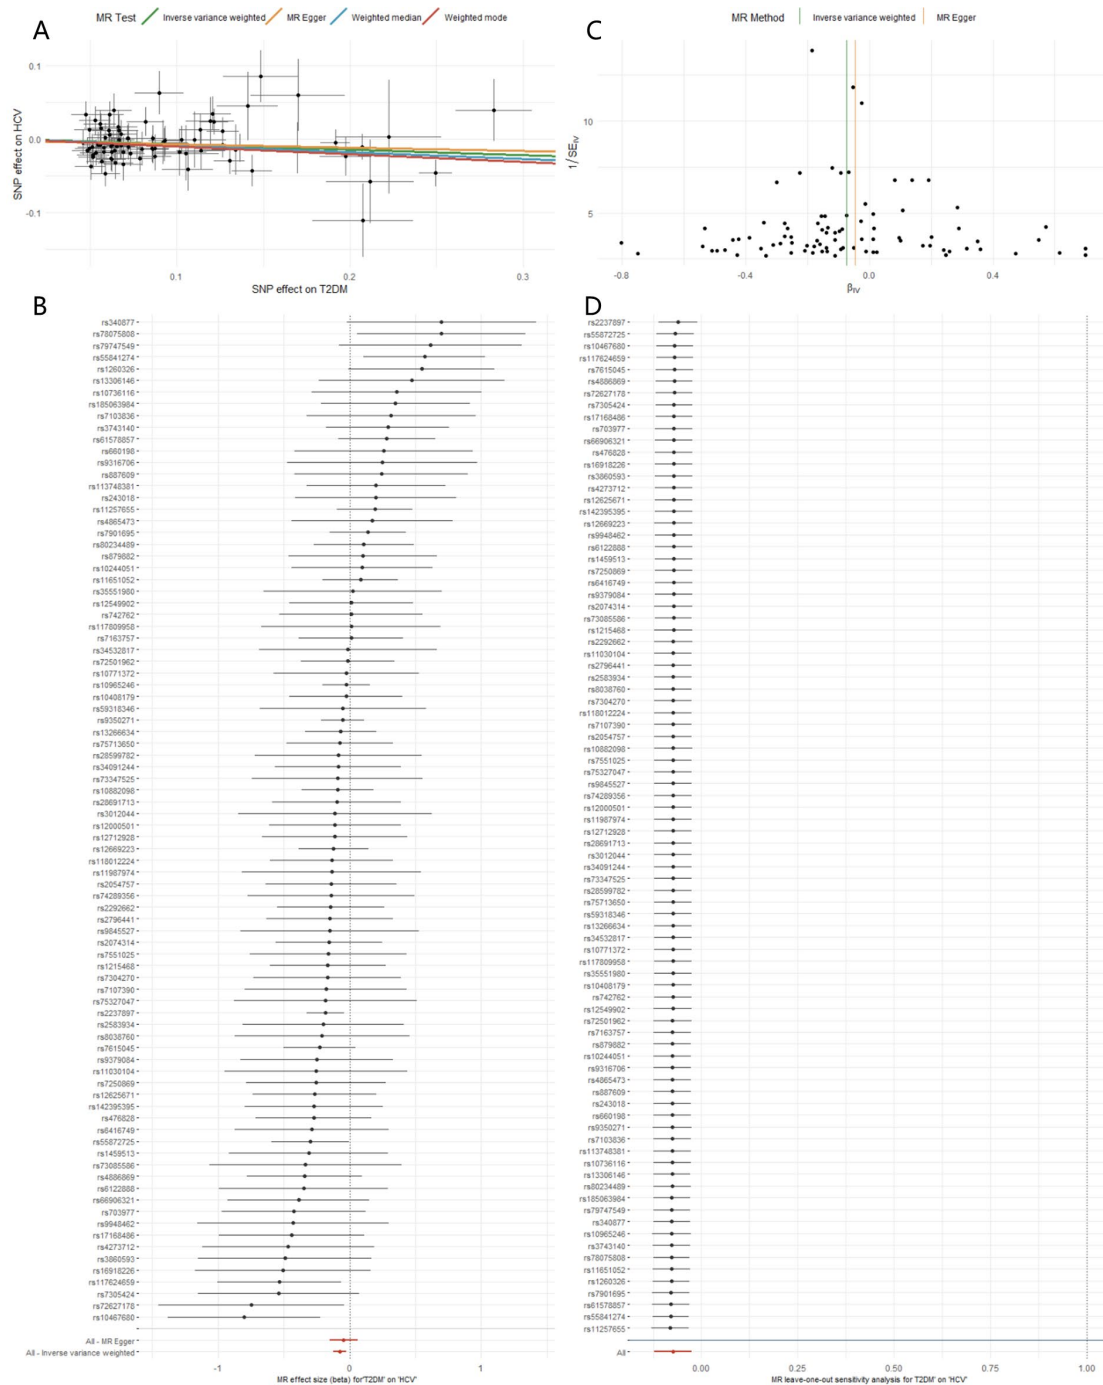 MR Test Inverse variance weighted MR Egger Weighted median Weighted mode
A
0.1
0.0
-0.1
SNP effect on HCV
0.1 0.2 0.3
SNP effect on T2DM
C
MR Method Inverse variance weighted MR Egger
10
5
1/SEIV
-0.8 -0.4 0.0 0.4
βIV
B
rs340877
rs78075808
rs79747549
rs55841274
rs1260326
rs13306146
rs10736116
rs185063984
rs7103836
rs3743140
rs61578857
rs660198
rs9316706
rs887609
rs113748381
rs243018
rs11257655
rs4865473
rs7901695
rs80234489
rs879882
rs10244051
rs11651052
rs35551980
rs12549902
rs742762
rs117809958
rs7163757
rs34532817
rs72501962
rs10771372
rs10965246
rs10408179
rs59318346
rs9350271
rs13266634
rs75713650
rs28599782
rs34091244
rs73347525
rs10882098
rs28691713
rs3012044
rs12000501
rs12712928
rs12669223
rs118012224
rs11987974
rs2054757
rs74289356
rs2292662
rs2796441
rs9845527
rs2074314
rs7551025
rs1215468
rs7304270
rs7107390
rs75327047
rs2237897
rs2583934
rs8038760
rs7615045
rs9379084
rs11030104
rs7250869
rs12625671
rs142395395
rs476828
rs6416749
rs55872725
rs1459513
rs73085586
rs4886869
rs6122888
rs66906321
rs703977
rs9948462
rs17168486
rs4273712
rs3860593
rs16918226
rs117624659
rs7305424
rs72627178
rs10467680
All - MR Egger
All - Inverse variance weighted
-1 0 1
MR effect size (beta) for'T2DM' on 'HCV'
D
rs2237897
rs55872725
rs10467680
rs117624659
rs7615045
rs4886869
rs72627178
rs7305424
rs17168486
rs703977
rs66906321
rs476828
rs16918226
rs3860593
rs4273712
rs12625671
rs142395395
rs12669223
rs9948462
rs6122888
rs1459513
rs7250869
rs6416749
rs9379084
rs2074314
rs73085586
rs1215468
rs2292662
rs11030104
rs2796441
rs2583934
rs8038760
rs7304270
rs118012224
rs7107390
rs2054757
rs10882098
rs7551025
rs75327047
rs9845527
rs74289356
rs12000501
rs11987974
rs12712928
rs28691713
rs3012044
rs34091244
rs73347525
rs28599782
rs75713650
rs59318346
rs13266634
rs34532817
rs10771372
rs117809958
rs35551980
rs10408179
rs742762
rs12549902
rs72501962
rs7163757
rs879882
rs10244051
rs9316706
rs4865473
rs887609
rs243018
rs660198
rs9350271
rs7103836
rs113748381
rs10736116
rs13306146
rs80234489
rs185063984
rs79747549
rs340877
rs10965246
rs3743140
rs78075808
rs11651052
rs1260326
rs7901695
rs61578857
rs55841274
rs11257655
All
0.00 0.25 0.50 0.75 1.00
MR leave-one-out sensitivity analysis for 'T2DM' on 'HCV'